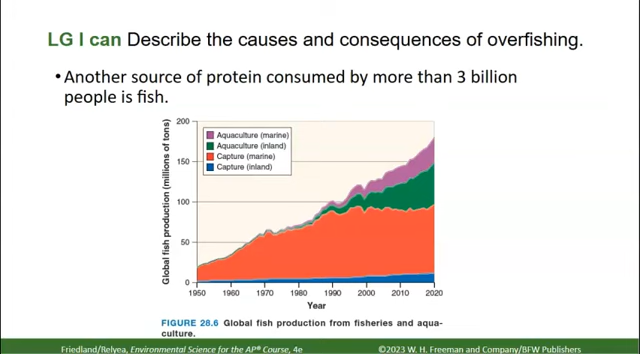 LG I can Describe the causes and consequences of overfishing.
•Another source of protein consumed by more than 3 billion
people is fish.
Global fish production (millions of tons)
200
150
100
50
0
Aquaculture (marine)
Aquaculture (inland)
Capture (marine)
Capture (inland)
1950 1960 1970 1980 1990 2000 2010 2020
Year
FIGURE 28.6 Global fish production from fisheries and aqua-
culture.
Friedland/Relyea, Environmental Science for the AP® Course, 4e
©2023 W. H. Freeman and Company/BFW Publishers